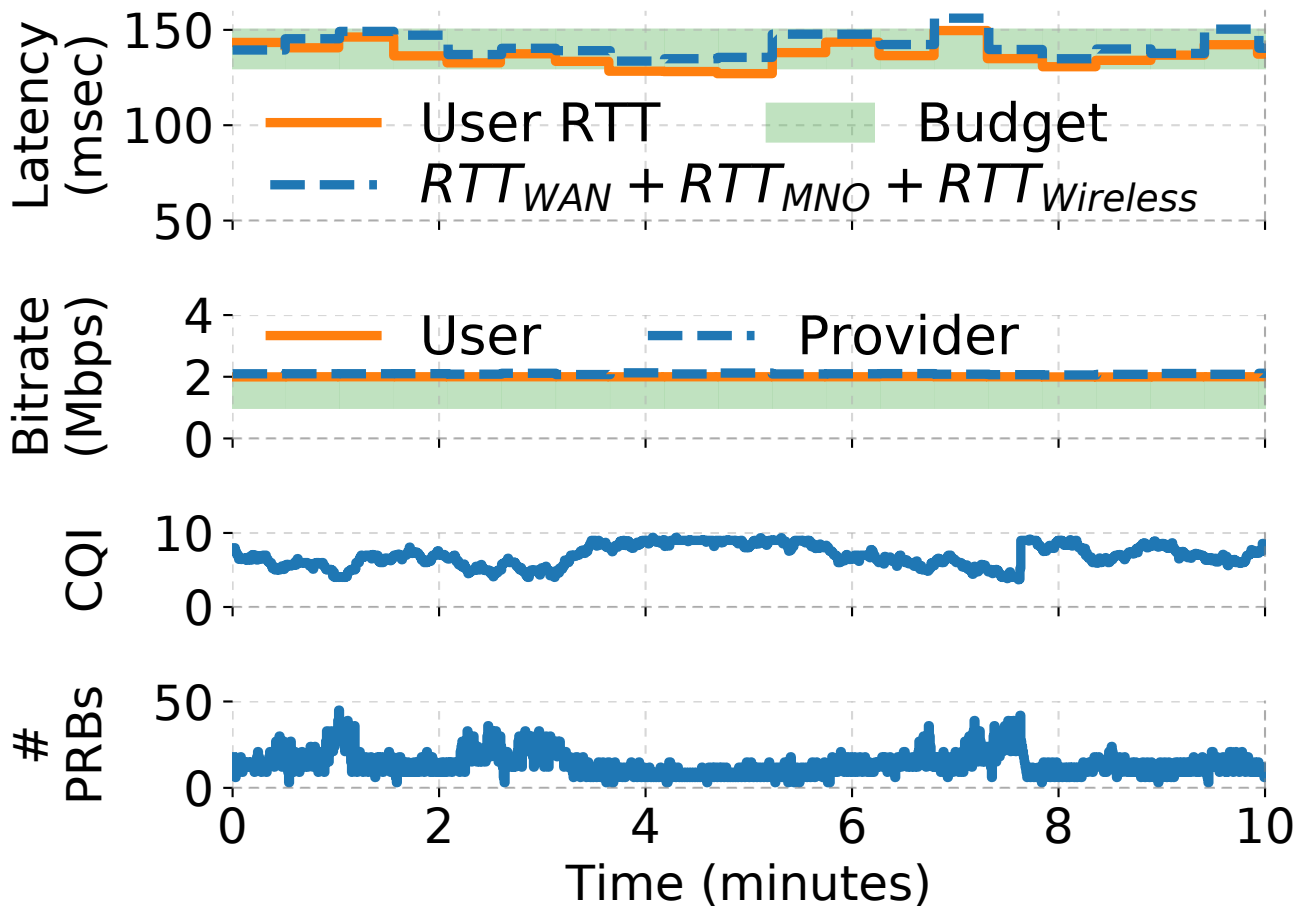 Latency
(msec)
150
100
50
User RTT
Budget
RTT_WAN + RTT_MNO + RTT_Wireless
Bitrate
(Mbps)
4
2
0
User
Provider
CQI
10
0
#
PRBs
50
0
0 2 4 6 8 10
Time (minutes)